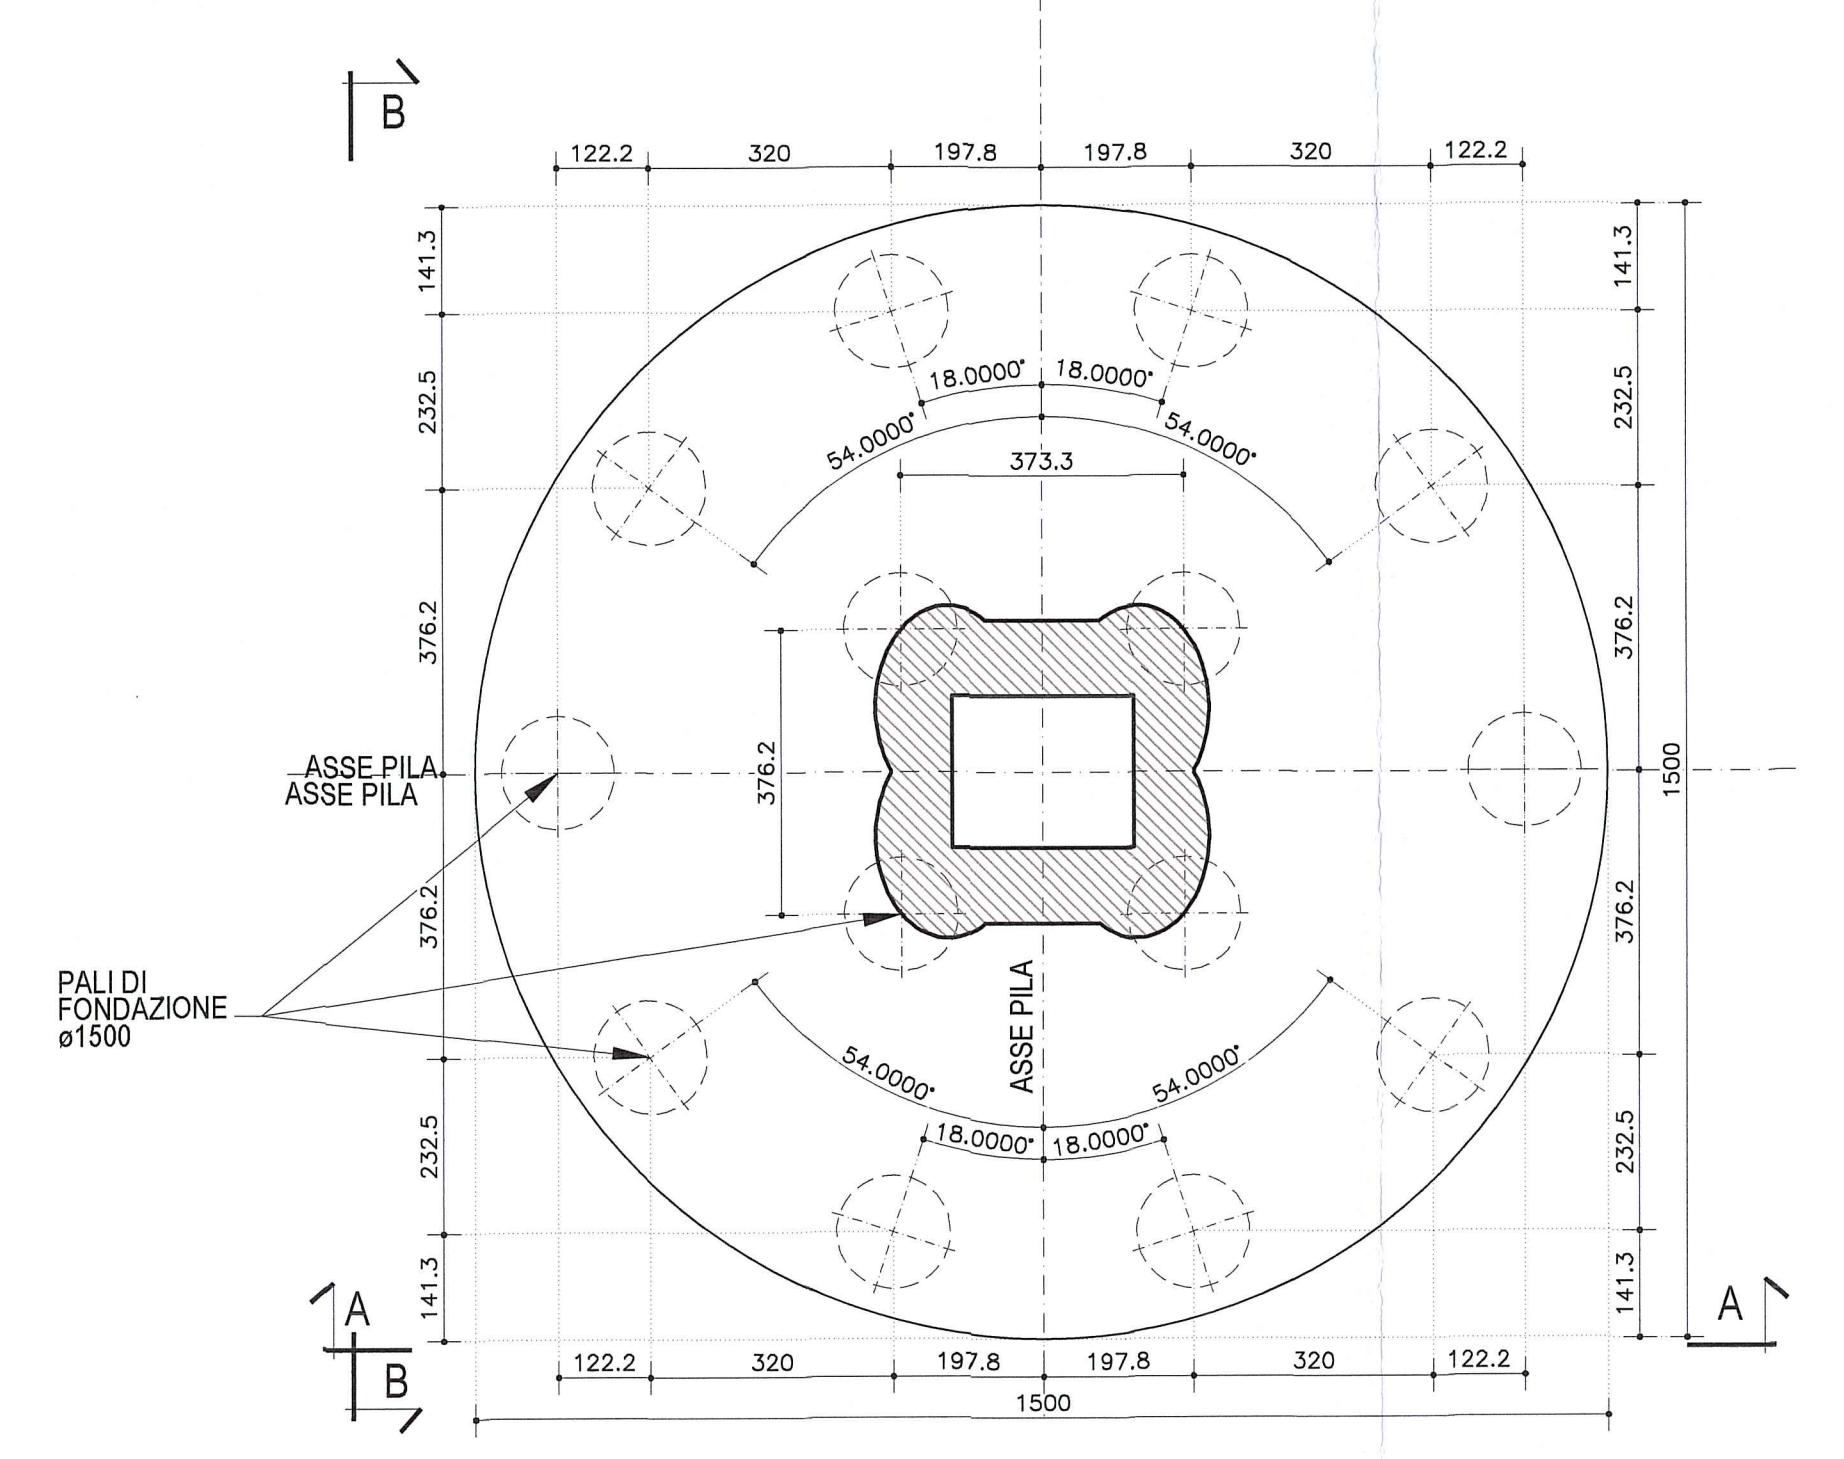 B
122.2 320 197.8 197.8 320 122.2
141.3
141.3
18.0000° 18.0000°
232.5
232.5
54.0000°
54.0000°
373.3
376.2
376.2
376.2
1500
ASSE PILA
ASSE PILA
376.2
376.2
PALI DI
FONDAZIONE
ø1500
ASSE PILA
54.0000°
54.0000°
18.0000° 18.0000°
232.5
232.5
141.3
141.3
A
A
B
122.2 320 197.8 197.8 320 122.2
1500